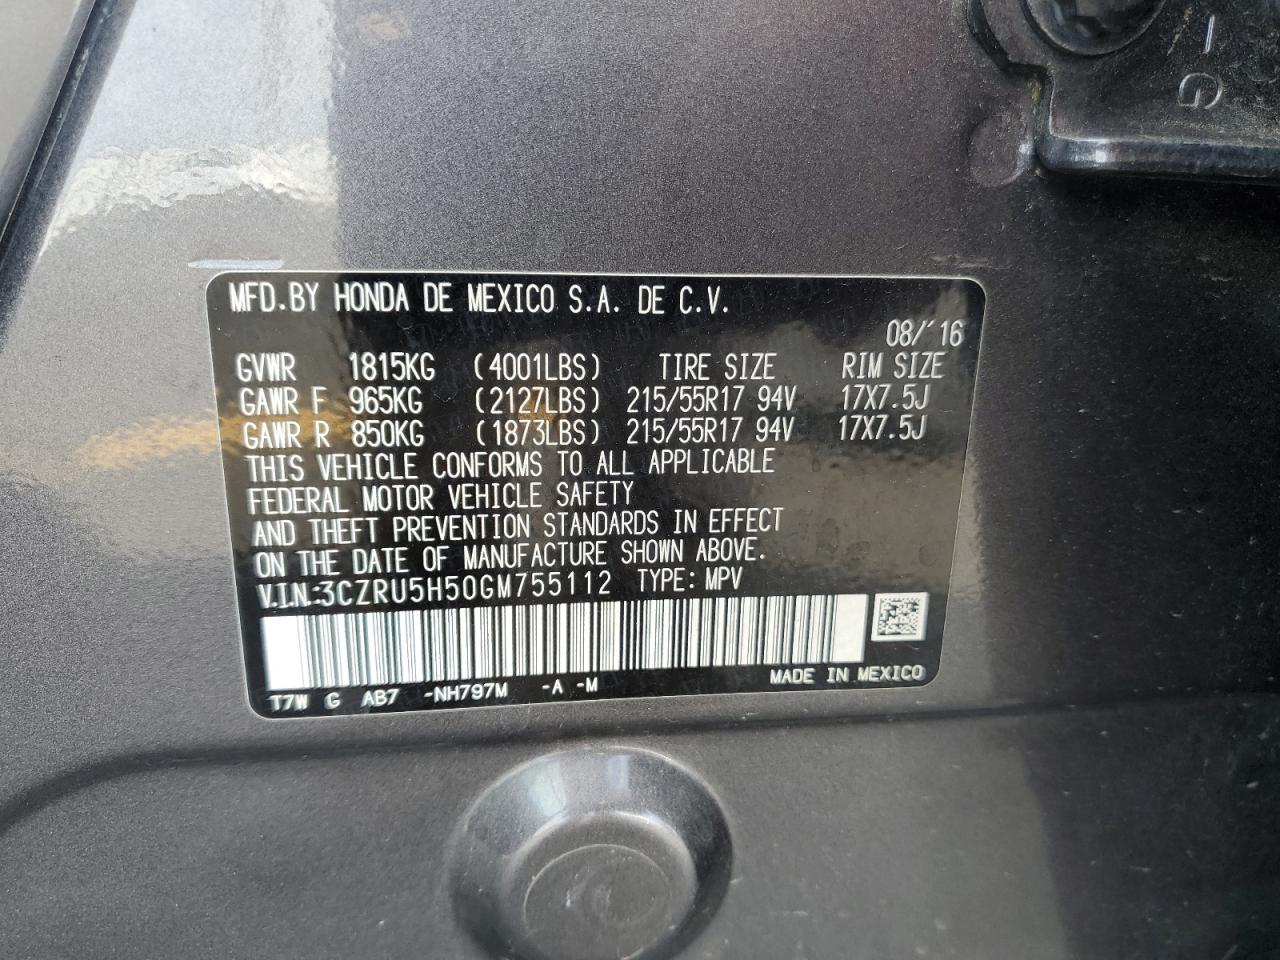 MFD.BY HONDA DE MEXICO S.A. DE C.V.
08/'16
GVWR 1815KG (4001LBS) TIRE SIZE RIM SIZE
GAWR F 965KG (2127LBS) 215/55R17 94V 17X7.5J
GAWR R 850KG (1873LBS) 215/55R17 94V 17X7.5J
THIS VEHICLE CONFORMS TO ALL APPLICABLE
FEDERAL MOTOR VEHICLE SAFETY
AND THEFT PREVENTION STANDARDS IN EFFECT
ON THE DATE OF MANUFACTURE SHOWN ABOVE.
V.I.N:3CZRU5H50GM755112 TYPE: MPV
MADE IN MEXICO
T7W G AB7 -NH797M -A -M